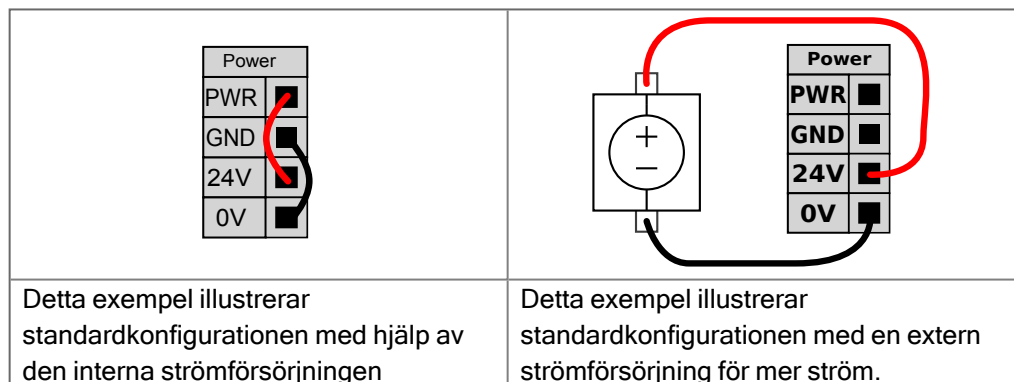 Power
PWR
GND
24V
0V
Power
PWR
GND
24V
0V
Detta exempel illustrerar
standardkonfigurationen med hjälp av
den interna strömförsörjningen
Detta exempel illustrerar
standardkonfigurationen med en extern
strömförsörjning för mer ström.